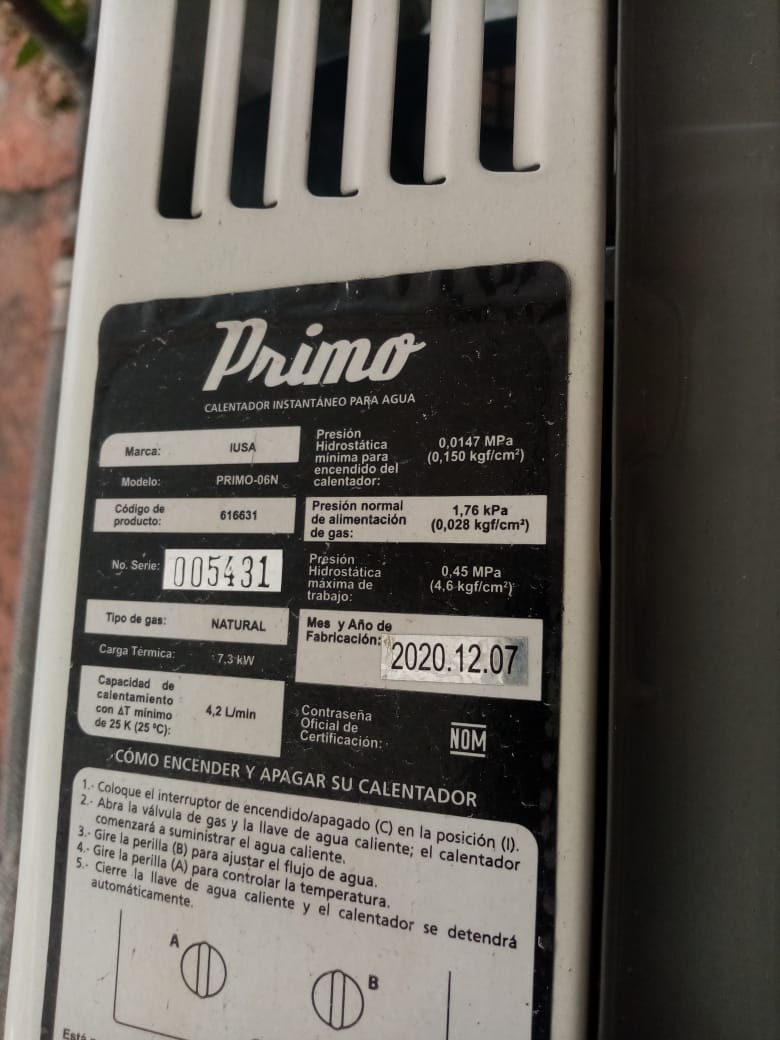 Primo
CALENTADOR INSTANTÁNEO PARA AGUA
Marca: IUSA
Modelo: PRIMO-06N
Código de
producto: 616631
No. Serie: 005431
Tipo de gas: NATURAL
Carga Térmica: 7,3 kW
Capacidad de
calentamiento
con ΔT mínimo
de 25 K (25 ºC): 4,2 L/min
Presión
Hidrostática
mínima para
encendido del
calentador:
0,0147 MPa
(0,150 kgf/cm²)
Presión normal
de alimentación
de gas:
1,76 kPa
(0,028 kgf/cm²)
Presión
Hidrostática
máxima de
trabajo:
0,45 MPa
(4,6 kgf/cm²)
Mes y Año de
Fabricación: 2020.12.07
Contraseña
Oficial de
Certificación: NOM
CÓMO ENCENDER Y APAGAR SU CALENTADOR
1.- Coloque el interruptor de encendido/apagado (C) en la posición (I).
2.- Abra la válvula de gas y la llave de agua caliente; el calentador
comenzará a suministrar el agua caliente.
3.- Gire la perilla (B) para ajustar el flujo de agua.
4.- Gire la perilla (A) para controlar la temperatura.
5.- Cierre la llave de agua caliente y el calentador se detendrá
automáticamente.
A
B